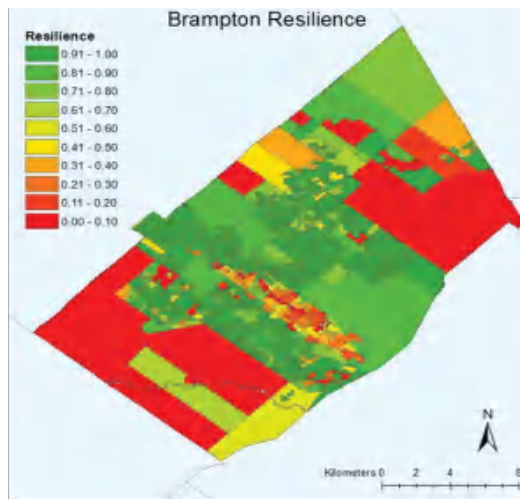 Brampton Resilience
Resilience
0.91 - 1.00
0.81 - 0.90
0.71 - 0.80
0.61 - 0.70
0.51 - 0.60
0.41 - 0.50
0.31 - 0.40
0.21 - 0.30
0.11 - 0.20
0.00 - 0.10
N
Kilometers 0 2 4 6 8